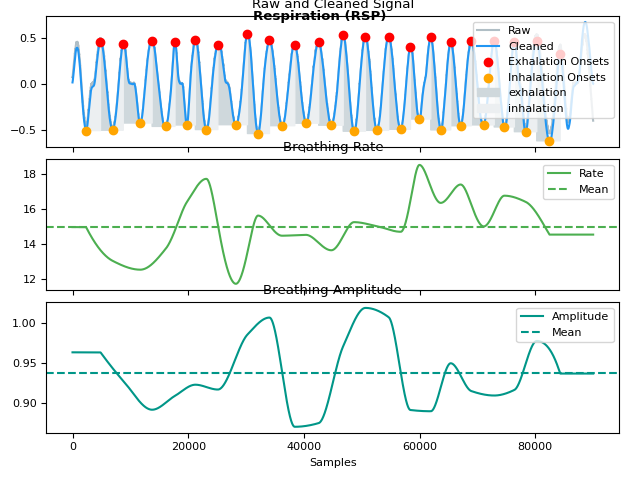 Raw and Cleaned Signal
Respiration (RSP)
0.5
0.0
−0.5
Raw
Cleaned
Exhalation Onsets
Inhalation Onsets
exhalation
inhalation
Breathing Rate
18
16
14
12
Rate
Mean
Breathing Amplitude
1.00
0.95
0.90
Amplitude
Mean
0 20000 40000 60000 80000
Samples